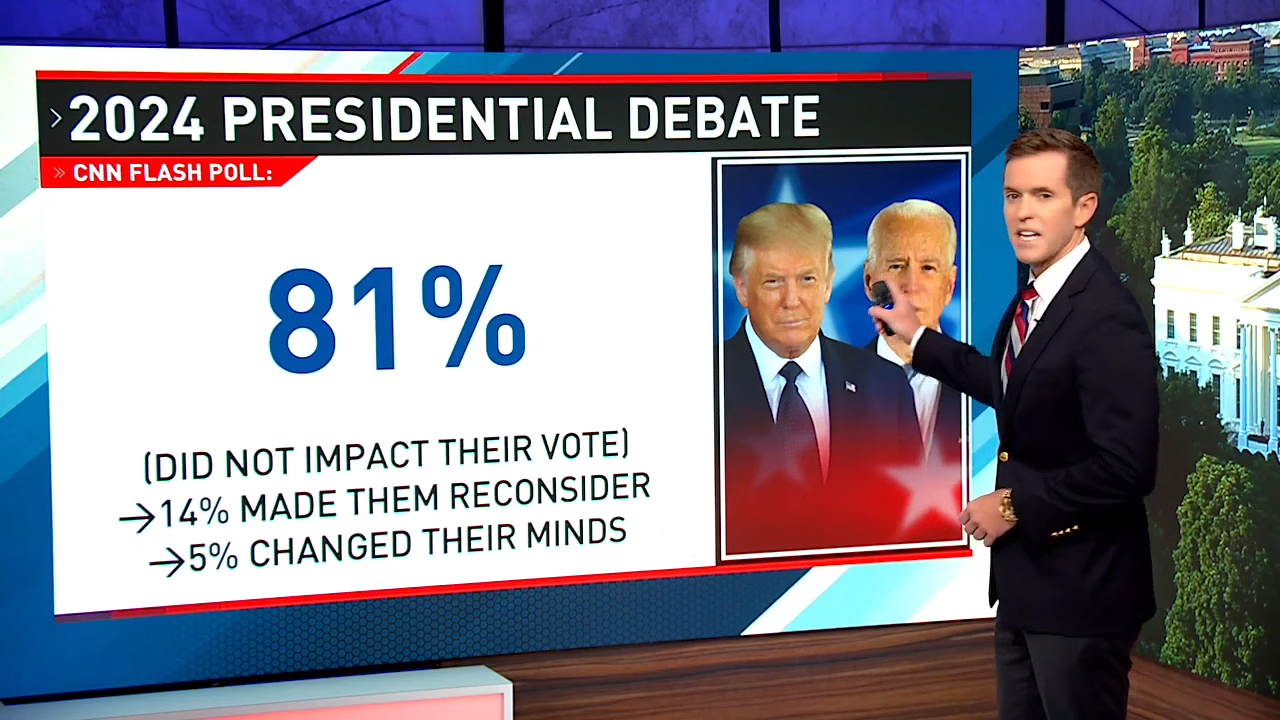 2024 PRESIDENTIAL DEBATE
CNN FLASH POLL:
81%
(DID NOT IMPACT THEIR VOTE)
→14% MADE THEM RECONSIDER
→5% CHANGED THEIR MINDS